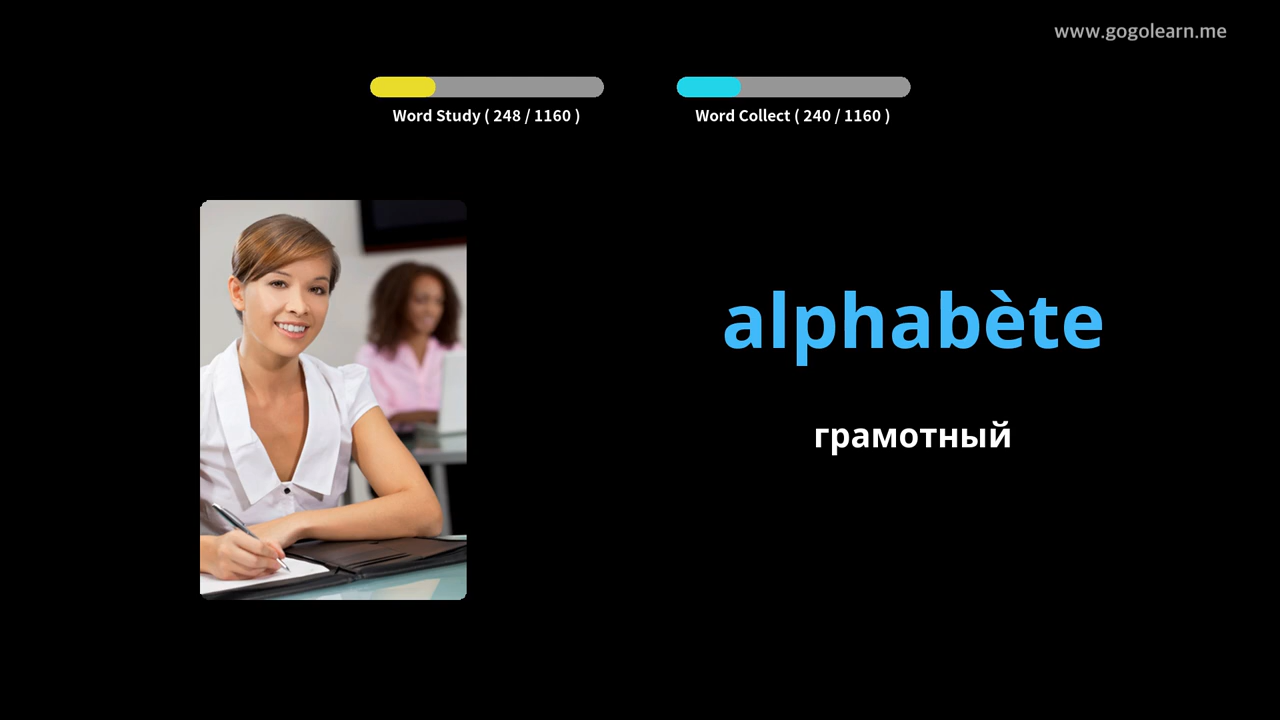 www.gogolearn.me
Word Study ( 248 / 1160 )
Word Collect ( 240 / 1160 )
alphabète
грамотный